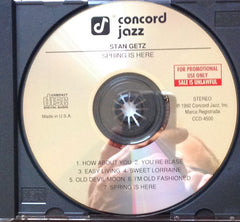 concord
jazz
STAN GETZ
SPRING IS HERE
FOR PROMOTIONAL
USE ONLY
SALE IS UNLAWFUL
COMPACT
disc
DIGITAL AUDIO
Made in U.S.A.
STEREO
℗ 1992 Concord Jazz, Inc.
Marca Registrada
CCD-4500
1. HOW ABOUT YOU 2. YOU'RE BLASE
3. EASY LIVING 4. SWEET LORRAINE
5. OLD DEVIL MOON 6. I'M OLD FASHIONED
7. SPRING IS HERE